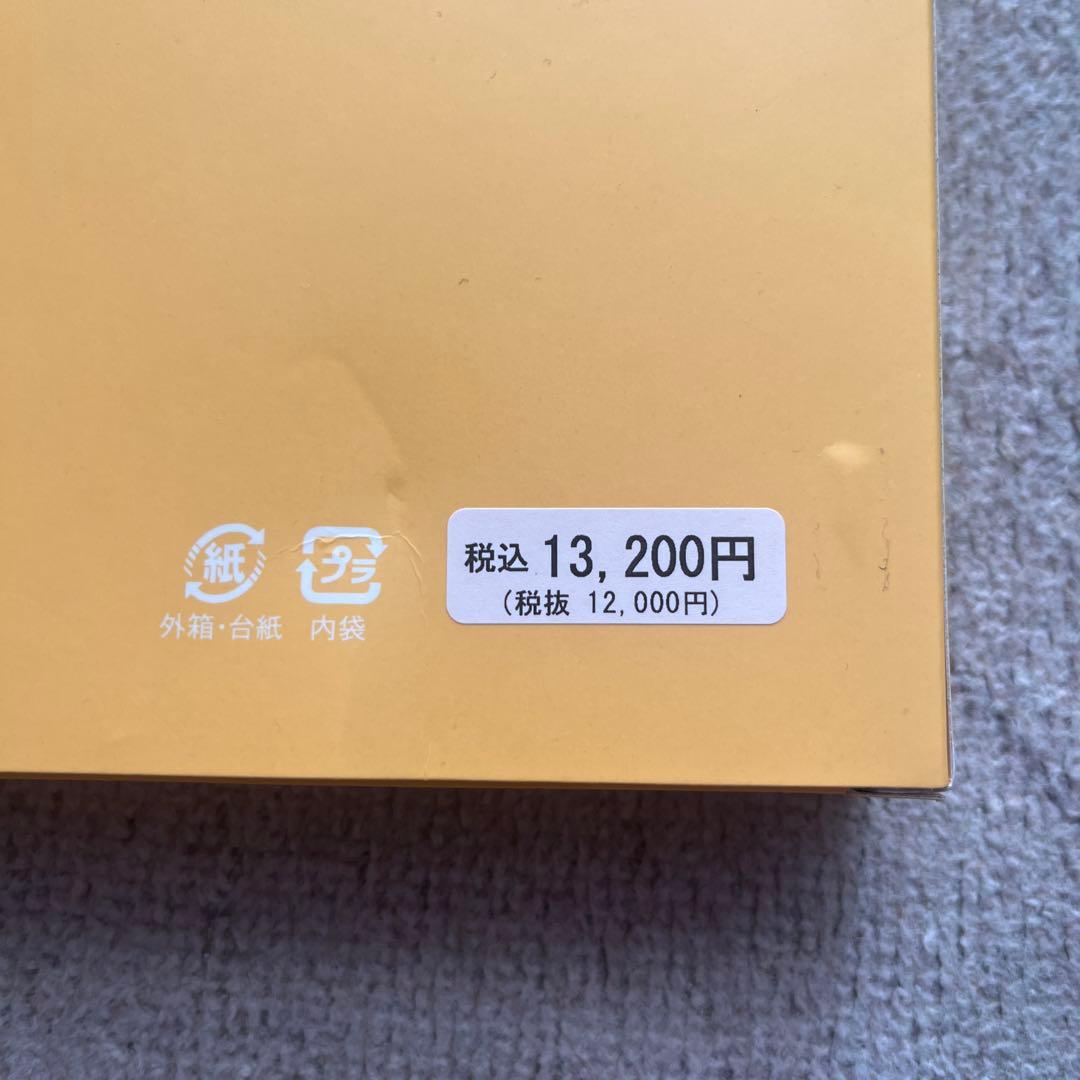 紙
プラ
外箱・台紙 内袋
税込 13,200円
(税抜 12,000円)